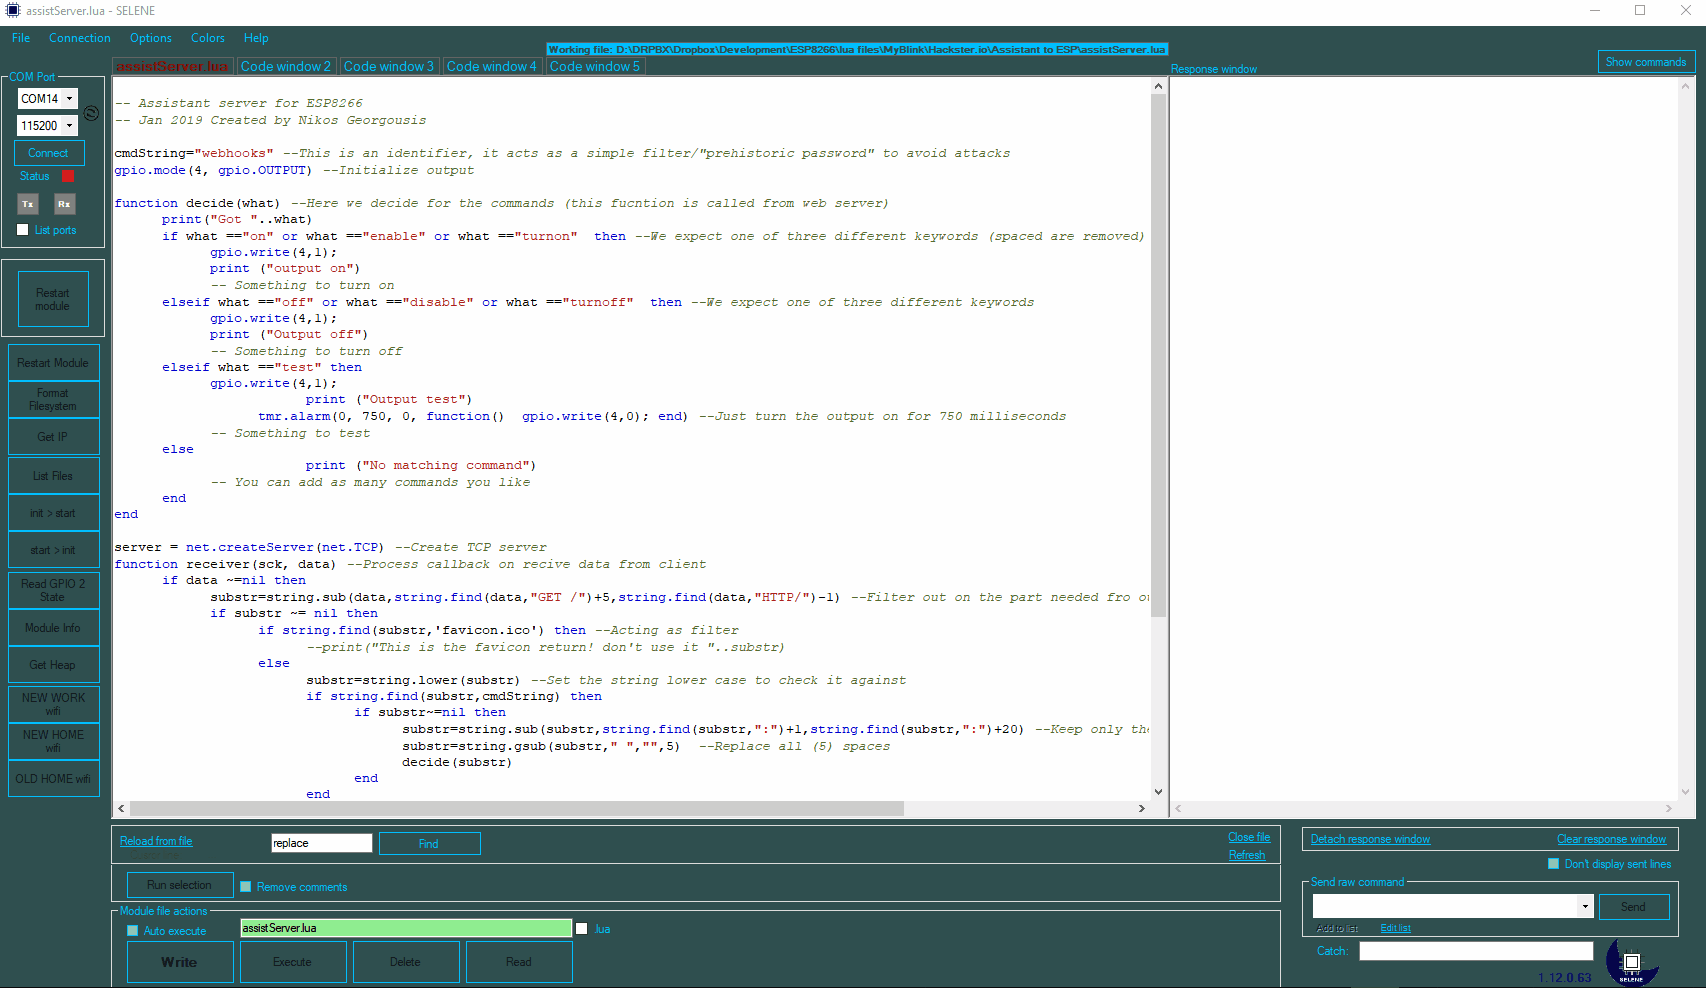 assistServer.lua - SELENE
File Connection Options Colors Help
Working file: D:\DRPBX\Dropbox\Development\ESP8266\lua files\MyBlink\Hackster.io\Assistant to ESP\assistServer.lua
assistServer.lua Code window 2 Code window 3 Code window 4 Code window 5
Response window
Show commands
COM Port
COM14
115200
Connect
Status
Tx Rx
List ports
Restart
module
Restart Module
Format
Filesystem
Get IP
List Files
init > start
start > init
Read GPIO 2
State
Module Info
Get Heap
NEW WORK
wifi
NEW HOME
wifi
OLD HOME wifi
-- Assistant server for ESP8266
-- Jan 2019 Created by Nikos Georgousis
cmdString="webhooks" --This is an identifier, it acts as a simple filter/"prehistoric password" to avoid attacks
gpio.mode(4, gpio.OUTPUT) --Initialize output
function decide(what) --Here we decide for the commands (this fucntion is called from web server)
print("Got "..what)
if what =="on" or what =="enable" or what =="turnon"  then --We expect one of three different keywords (spaced are removed)
gpio.write(4,1);
print ("output on")
-- Something to turn on
elseif what =="off" or what =="disable" or what =="turnoff"  then --We expect one of three different keywords
gpio.write(4,1);
print ("Output off")
-- Something to turn off
elseif what =="test" then
gpio.write(4,1);
print ("Output test")
tmr.alarm(0, 750, 0, function()  gpio.write(4,0); end) --Just turn the output on for 750 milliseconds
-- Something to test
else
print ("No matching command")
-- You can add as many commands you like
end
end
server = net.createServer(net.TCP) --Create TCP server
function receiver(sck, data) --Process callback on recive data from client
if data ~=nil then
substr=string.sub(data,string.find(data,"GET /")+5,string.find(data,"HTTP/")-1) --Filter out on the part needed fro
if substr ~= nil then
if string.find(substr,'favicon.ico') then --Acting as filter
--print("This is the favicon return! don't use it "..substr)
else
substr=string.lower(substr) --Set the string lower case to check it against
if string.find(substr,cmdString) then
if substr~=nil then
substr=string.sub(substr,string.find(substr,":")+1,string.find(substr,":")+20) --Keep only the
substr=string.gsub(substr," ","",5)  --Replace all (5) spaces
decide(substr)
end
end
Reload from file
replace
Find
Close file
Refresh
Run selection
Remove comments
Module file actions
Auto execute
assistServer.lua
.lua
Write Execute Delete Read
Detach response window
Clear response window
Don't display sent lines
Send raw command
Send
Add to list
Edit list
Catch:
1.12.0.63
SELENE